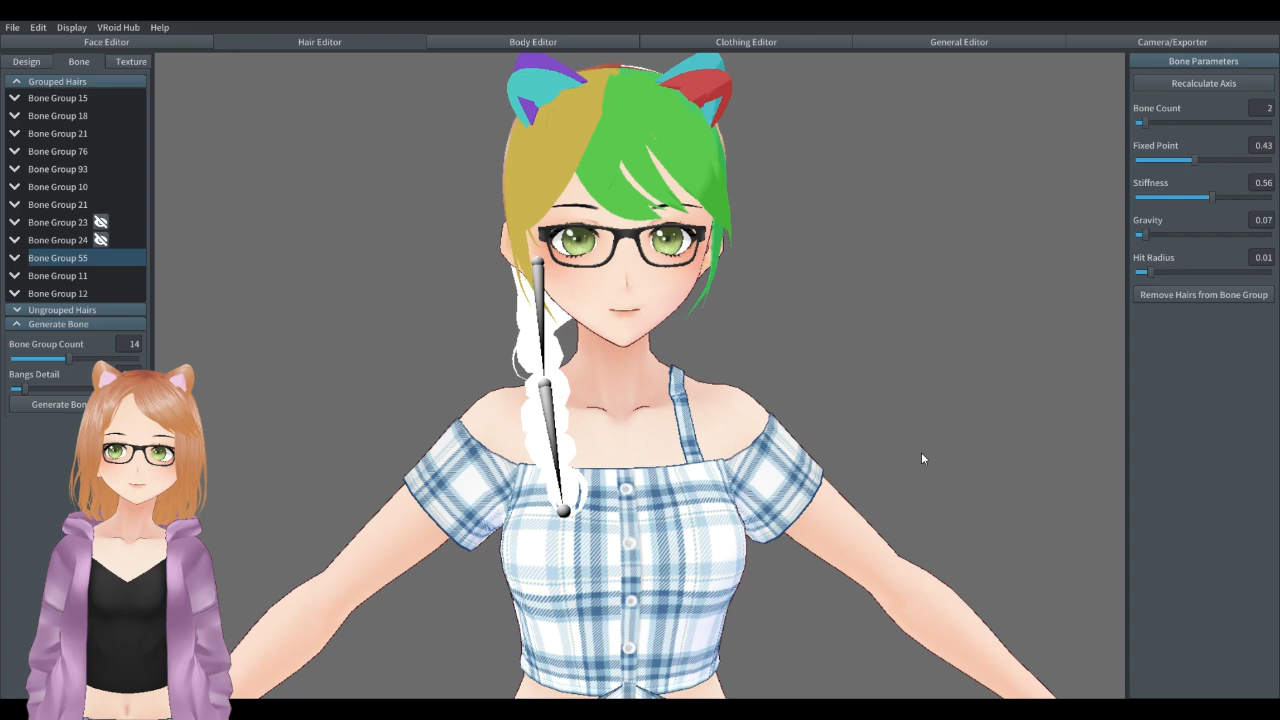 File Edit Display VRoid Hub Help
Face Editor Hair Editor Body Editor Clothing Editor General Editor Camera/Exporter
Design Bone Texture
Grouped Hairs
Bone Group 15
Bone Group 18
Bone Group 21
Bone Group 76
Bone Group 93
Bone Group 10
Bone Group 21
Bone Group 23
Bone Group 24
Bone Group 55
Bone Group 11
Bone Group 12
Ungrouped Hairs
Generate Bone
Bone Group Count 14
Bangs Detail
Generate Bon
Bone Parameters
Recalculate Axis
Bone Count 2
Fixed Point 0.43
Stiffness 0.56
Gravity 0.07
Hit Radius 0.01
Remove Hairs from Bone Group